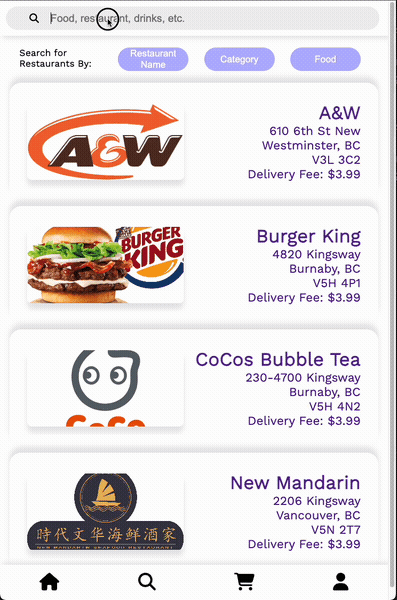 Food, restaurant, drinks, etc.
Search for
Restaurants By:
Restaurant
Name
Category
Food
A&W
A&W
610 6th St New
Westminster, BC
V3L 3C2
Delivery Fee: $3.99
BURGER
KING
Burger King
4820 Kingsway
Burnaby, BC
V5H 4P1
Delivery Fee: $3.99
CoCo
CoCos Bubble Tea
230-4700 Kingsway
Burnaby, BC
V5H 4N2
Delivery Fee: $3.99
時代文华海鲜酒家
NEW MANDARIN SEAFOOD RESTAURANT
New Mandarin
2206 Kingsway
Vancouver, BC
V5N 2T7
Delivery Fee: $3.99